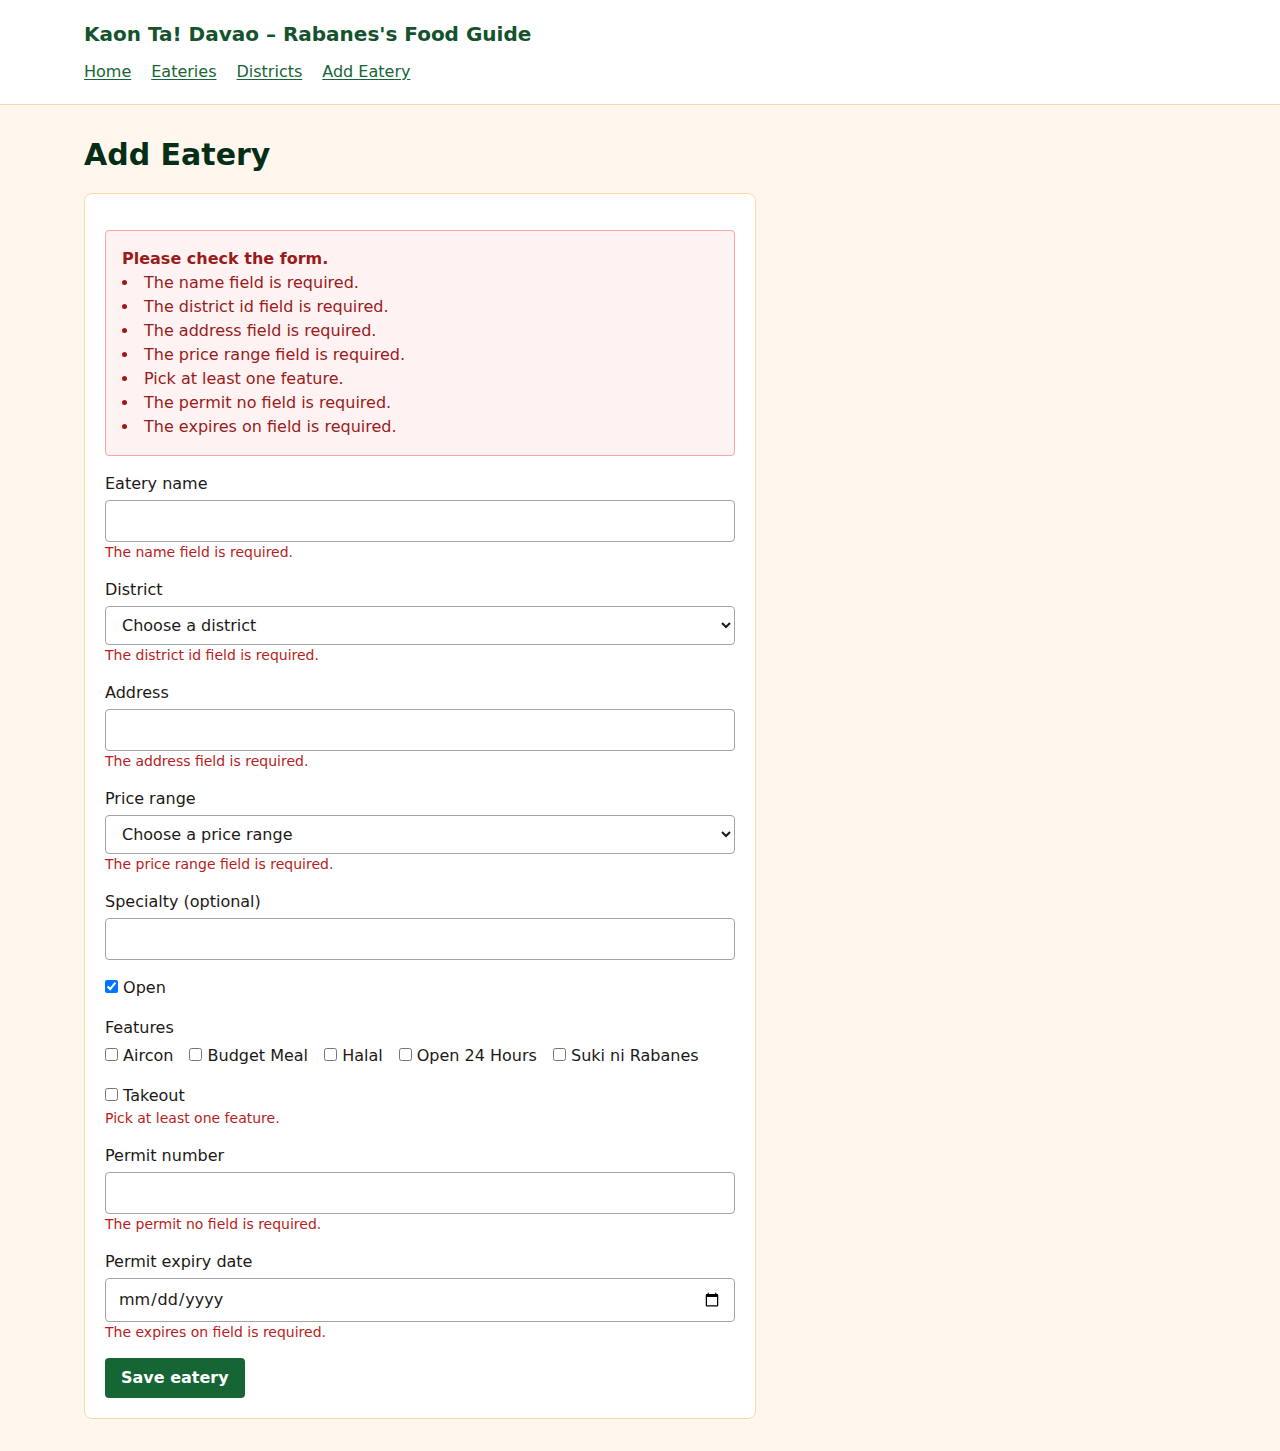 Kaon Ta! Davao – Rabanes's Food Guide
Home Eateries Districts Add Eatery
Add Eatery
Please check the form.
• The name field is required.
• The district id field is required.
• The address field is required.
• The price range field is required.
• Pick at least one feature.
• The permit no field is required.
• The expires on field is required.
Eatery name
The name field is required.
District
Choose a district
The district id field is required.
Address
The address field is required.
Price range
Choose a price range
The price range field is required.
Specialty (optional)
Open
Features
Aircon Budget Meal Halal Open 24 Hours Suki ni Rabanes
Takeout
Pick at least one feature.
Permit number
The permit no field is required.
Permit expiry date
mm/dd/yyyy
The expires on field is required.
Save eatery